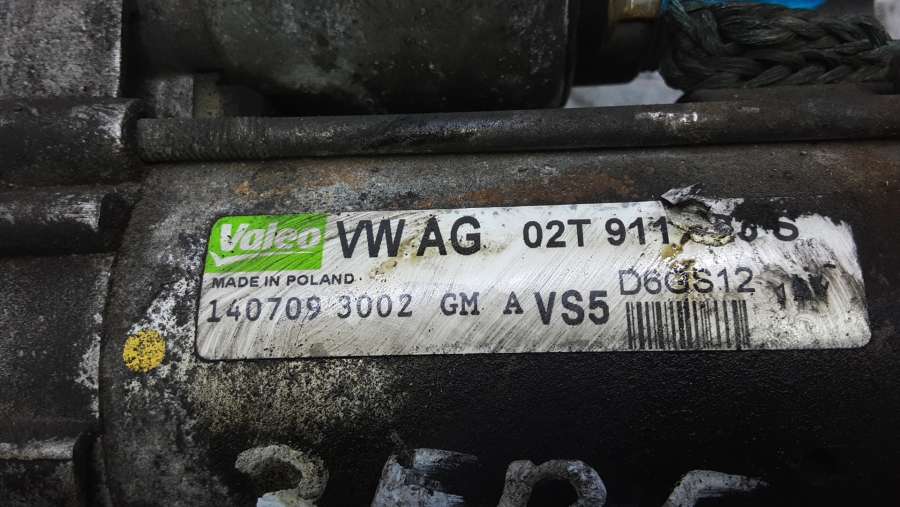 Valeo VW AG 02T 911 S
MADE IN POLAND
140709 3002 GM A VS5 D6GS12